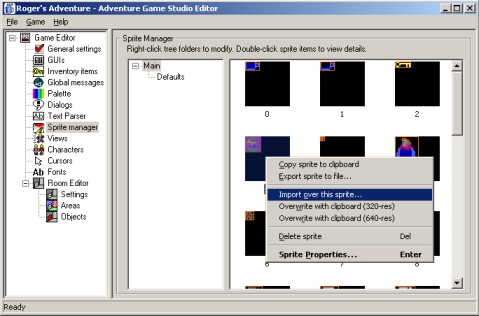 Roger's Adventure - Adventure Game Studio Editor
File Game Help
Game Editor
General settings
GUIs
Inventory items
Global messages
Palette
Dialogs
Text Parser
Sprite manager
Views
Characters
Cursors
Fonts
Room Editor
Settings
Areas
Objects
Sprite Manager
Right-click tree folders to modify. Double-click sprite items to view details.
Main
Defaults
0 1 2
Copy sprite to clipboard
Export sprite to file...
Import over this sprite...
Overwrite with clipboard (320-res)
Overwrite with clipboard (640-res)
Delete sprite Del
Sprite Properties... Enter
6 7 8
Ready